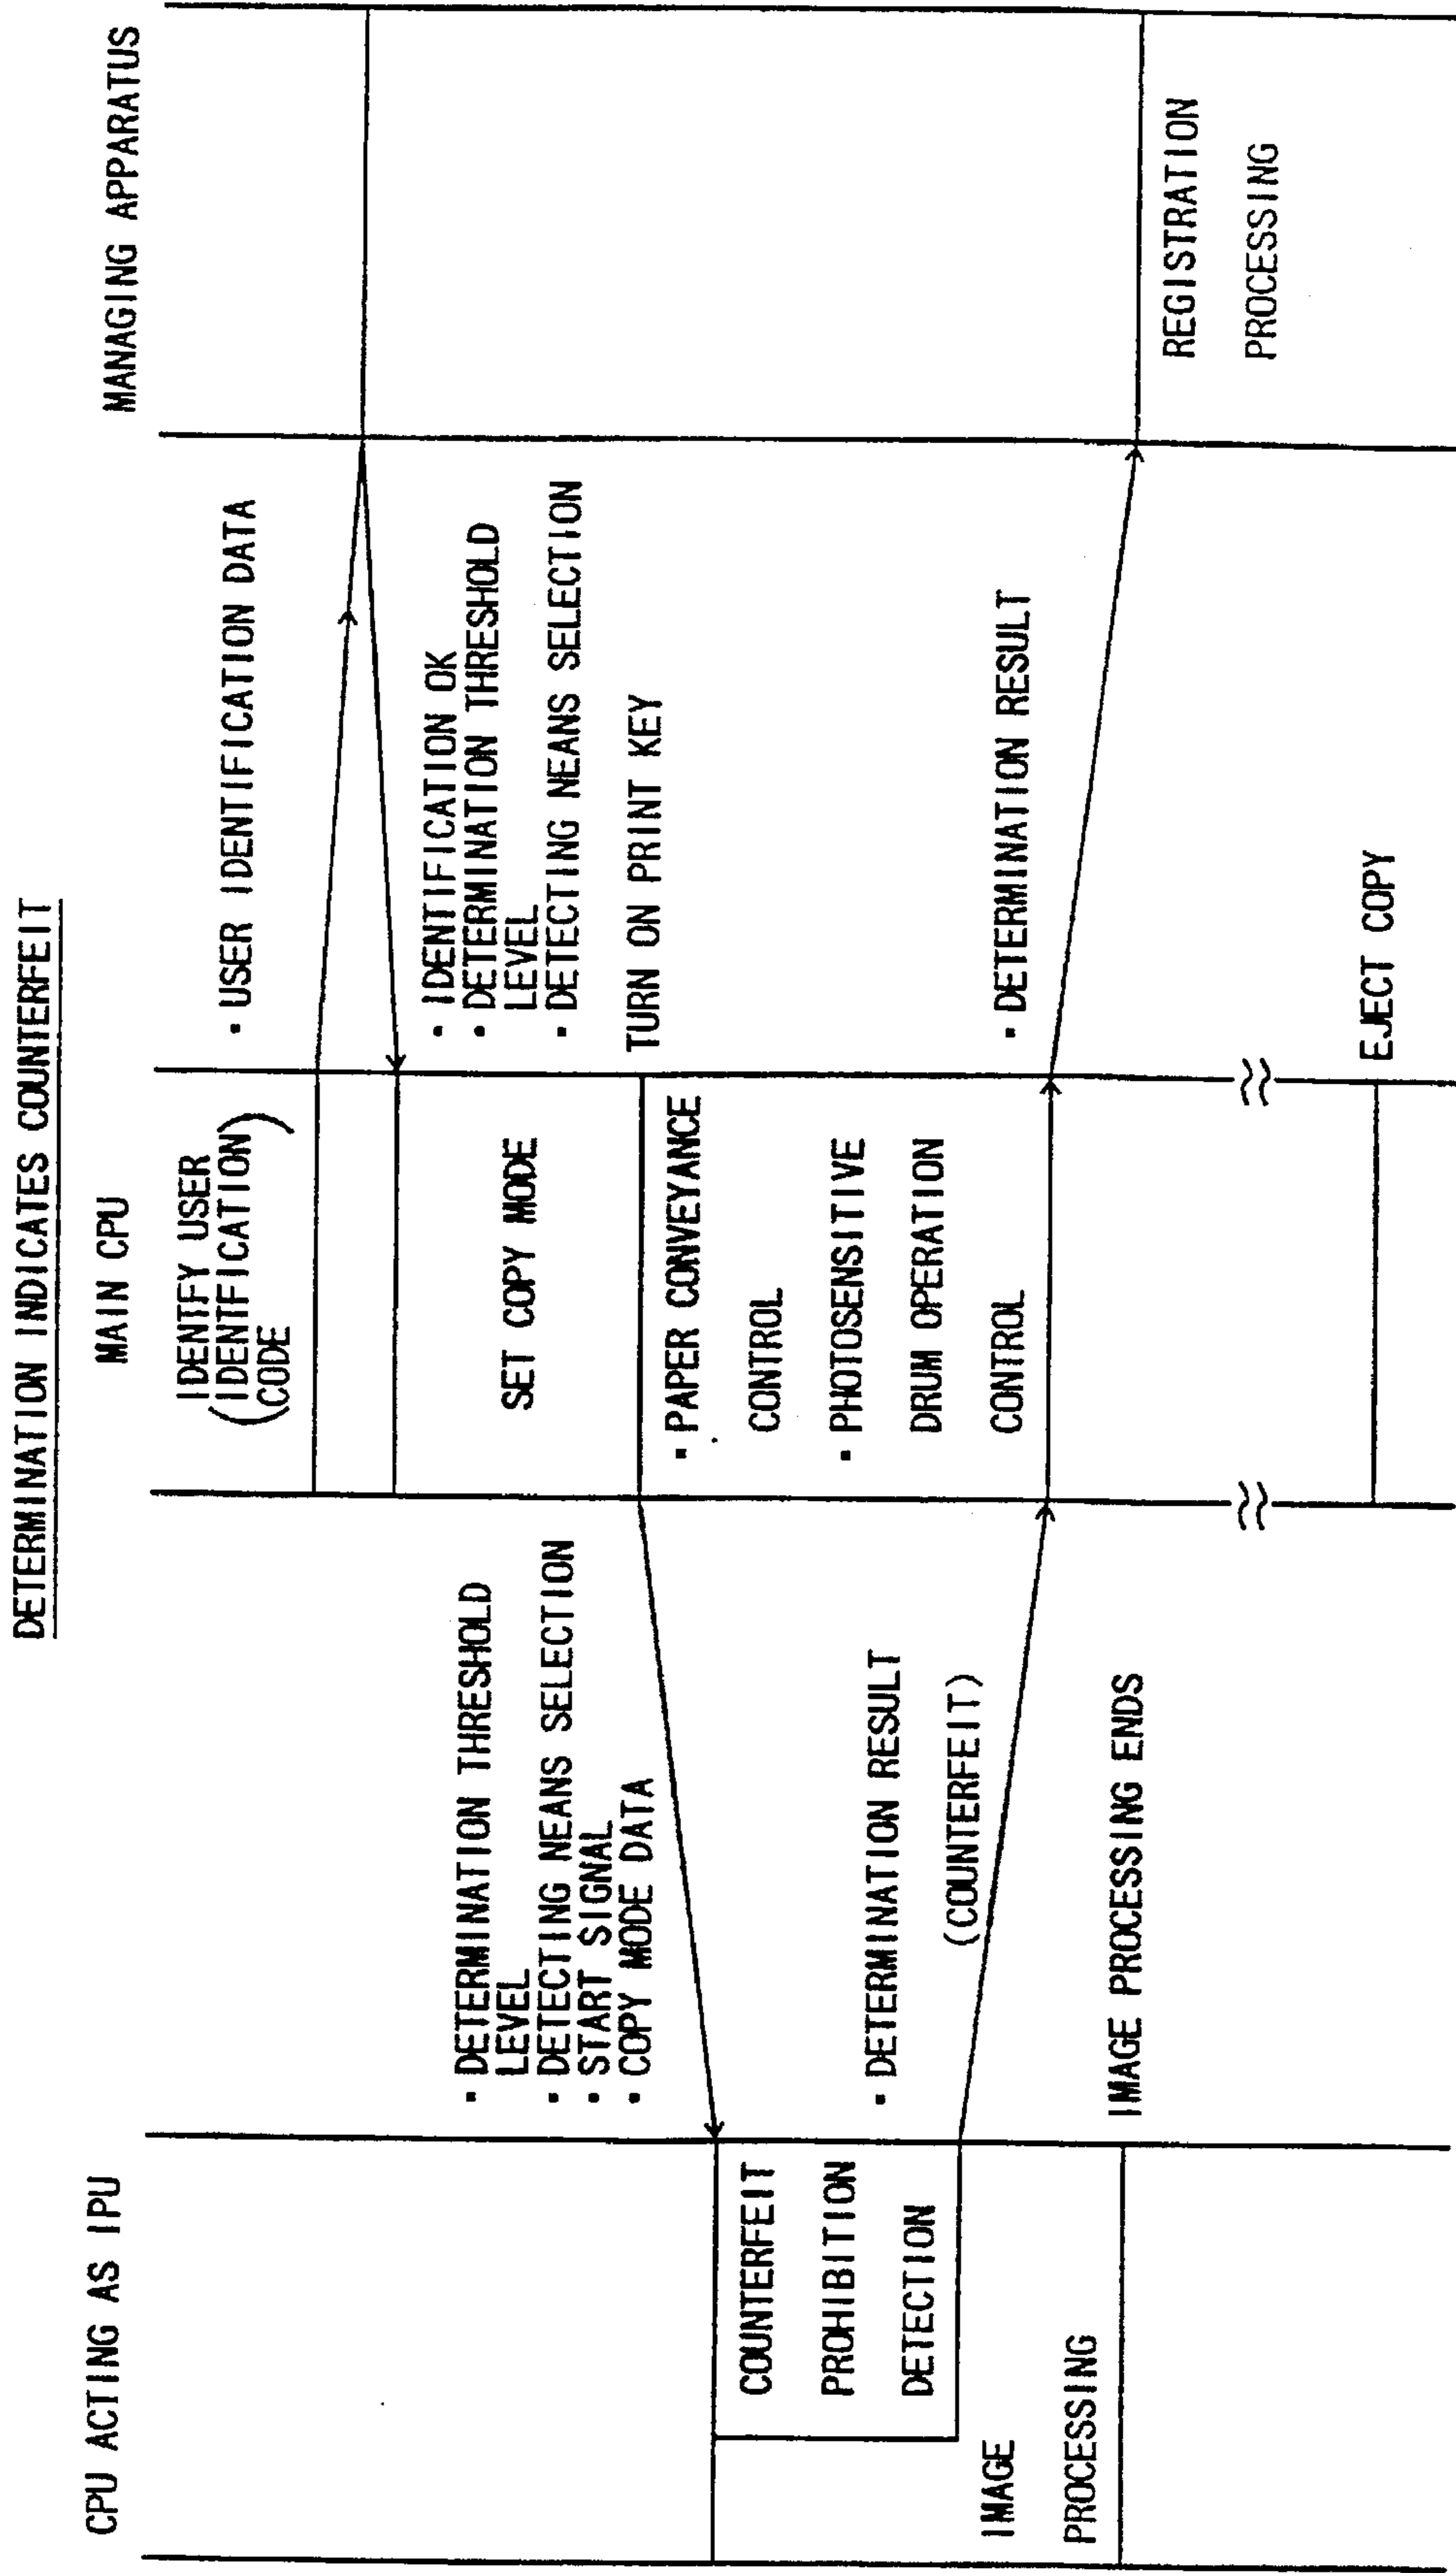 DETERMINATION INDICATES COUNTERFEIT
CPU ACTING AS IPU
MAIN CPU
MANAGING APPARATUS
IDENTFY USER
(IDENTIFICATION)
CODE
· USER IDENTIFICATION DATA
· IDENTIFICATION OK
· DETERMINATION THRESHOLD
LEVEL
· DETECTING NEANS SELECTION
SET COPY MODE
TURN ON PRINT KEY
· DETERMINATION THRESHOLD
LEVEL
· DETECTING NEANS SELECTION
· START SIGNAL
· COPY MODE DATA
· PAPER CONVEYANCE
CONTROL
· PHOTOSENSITIVE
DRUM OPERATION
CONTROL
COUNTERFEIT
PROHIBITION
DETECTION
· DETERMINATION RESULT
(COUNTERFEIT)
· DETERMINATION RESULT
IMAGE
PROCESSING
IMAGE PROCESSING ENDS
REGISTRATION
PROCESSING
EJECT COPY